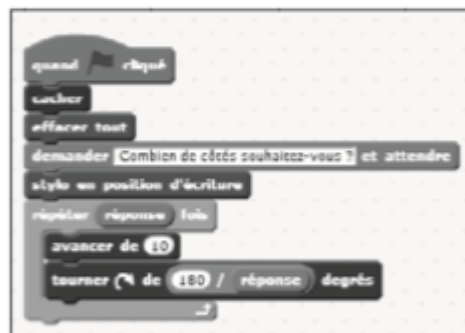 quand cliqué
cacher
effacer tout
demander Combien de côtés souhaitez-vous ? et attendre
stylo en position d'écriture
répéter réponse fois
avancer de 10
tourner de 180 / réponse degrés